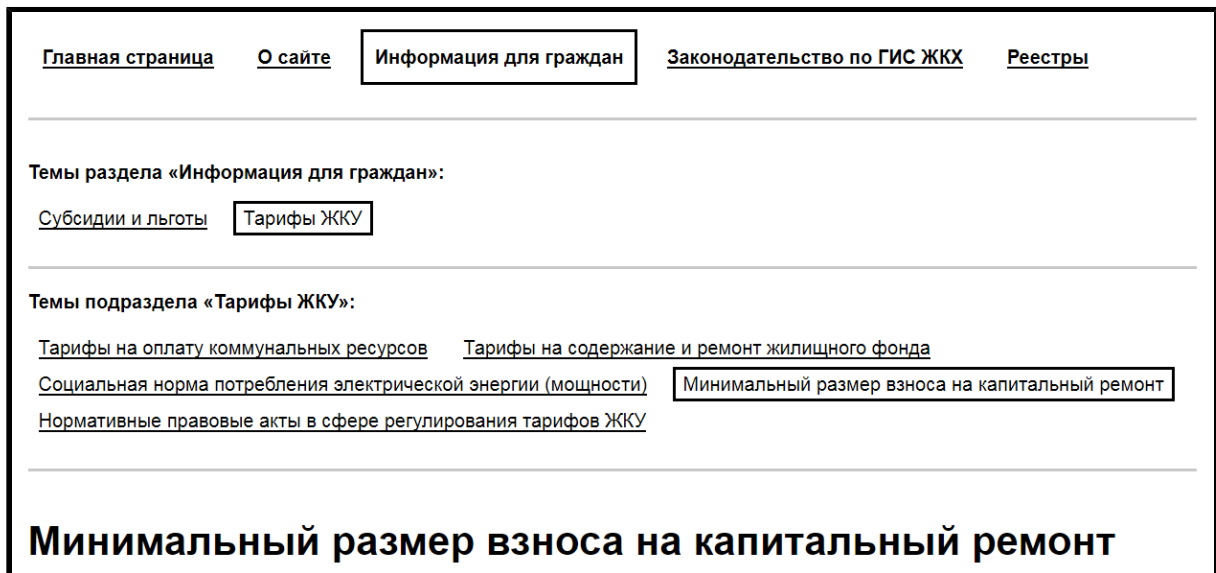 Главная страница О сайте Информация для граждан Законодательство по ГИС ЖКХ Реестры
Темы раздела «Информация для граждан»:
Субсидии и льготы Тарифы ЖКУ
Темы подраздела «Тарифы ЖКУ»:
Тарифы на оплату коммунальных ресурсов Тарифы на содержание и ремонт жилищного фонда
Социальная норма потребления электрической энергии (мощности) Минимальный размер взноса на капитальный ремонт
Нормативные правовые акты в сфере регулирования тарифов ЖКУ
Минимальный размер взноса на капитальный ремонт